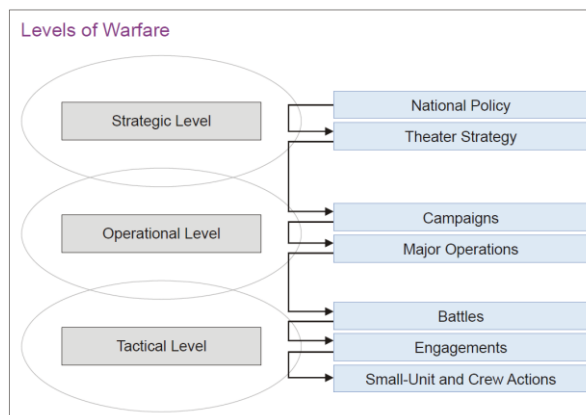 Levels of Warfare
Strategic Level
National Policy
Theater Strategy
Operational Level
Campaigns
Major Operations
Tactical Level
Battles
Engagements
Small-Unit and Crew Actions